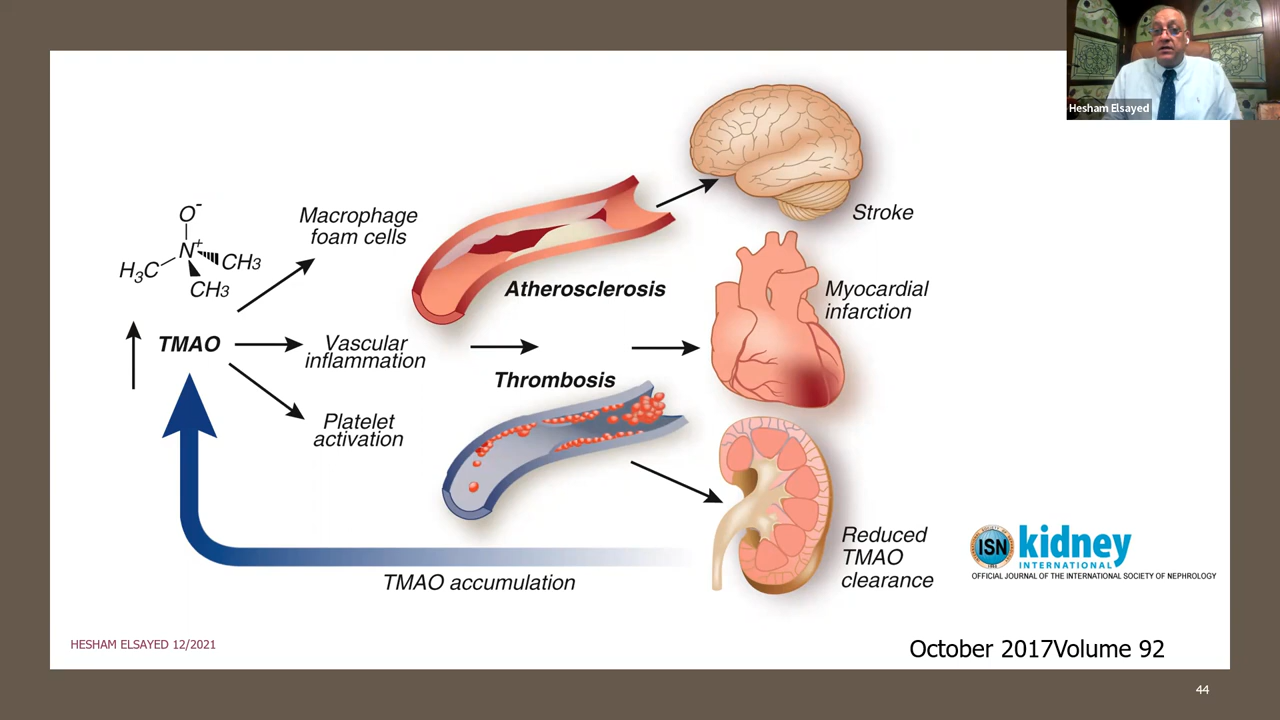 Hesham Elsayed
O-
N+
H3C
CH3
CH3
TMAO
Macrophage
foam cells
Vascular
inflammation
Platelet
activation
Atherosclerosis
Thrombosis
Stroke
Myocardial
infarction
Reduced
TMAO
clearance
TMAO accumulation
ISN
kidney
INTERNATIONAL
OFFICIAL JOURNAL OF THE INTERNATIONAL SOCIETY OF NEPHROLOGY
HESHAM ELSAYED 12/2021
October 2017Volume 92
44